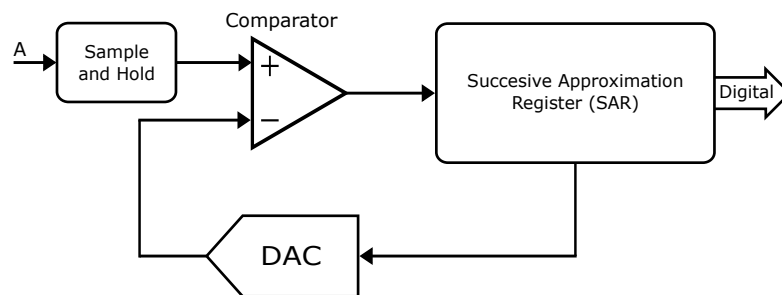 Comparator
A
Sample
and Hold
+
−
Succesive Approximation
Register (SAR)
Digital
DAC